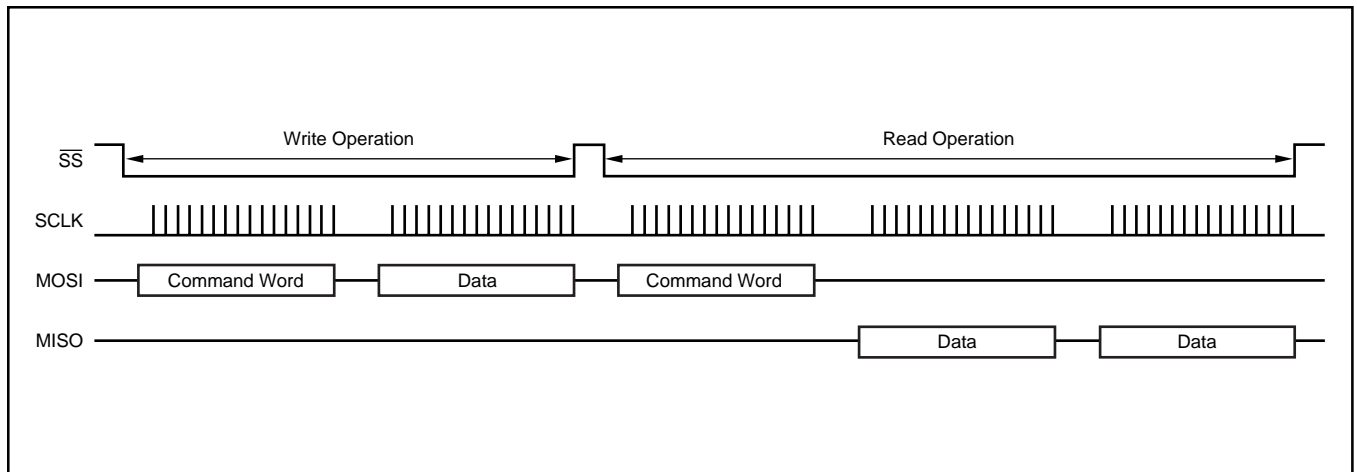 Write Operation
Read Operation
SS
SCLK
MOSI
Command Word
Data
Command Word
MISO
Data
Data